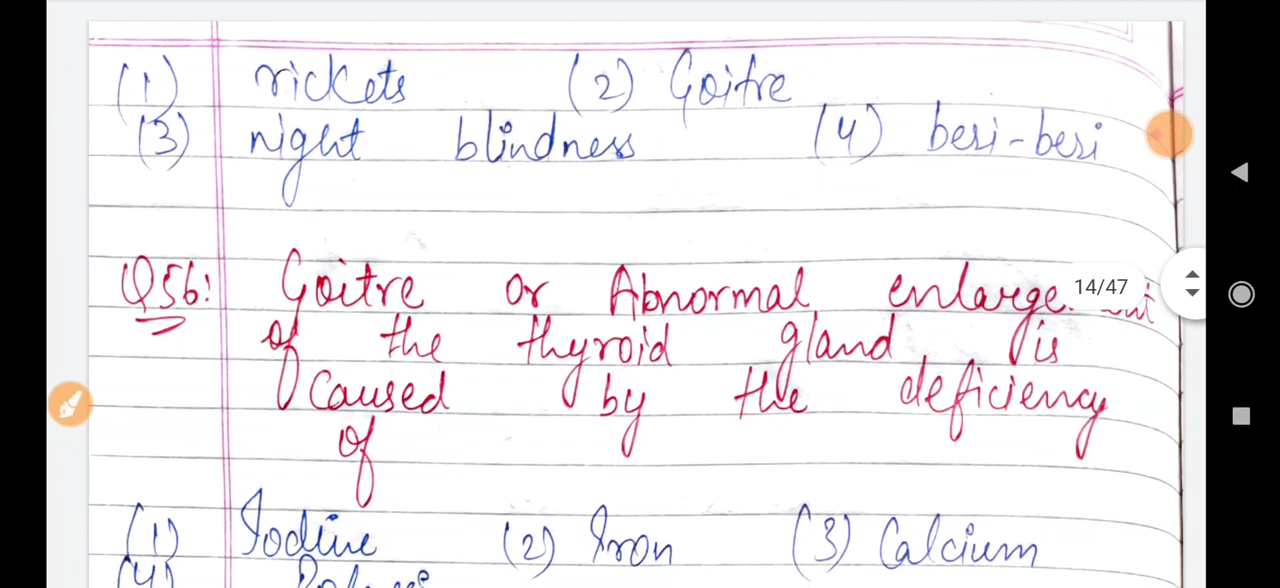 (1) rickets (2) Goitre
(3) night blindness (4) beri-beri
Q56: Goitre or Abnormal enlarge
14/47
of the thyroid gland is
caused by the deficiency
of
(1) Iodine (2) Iron (3) Calcium
(4)